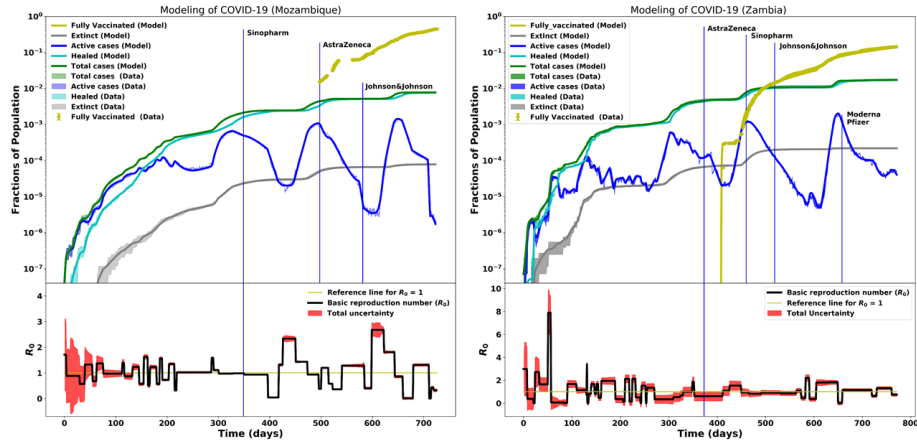 Modeling of COVID-19 (Mozambique)
10⁰
10⁻¹
10⁻²
10⁻³
10⁻⁴
10⁻⁵
10⁻⁶
10⁻⁷
Fractions of Population
Fully Vaccinated (Model)
Extinct (Model)
Active cases (Model)
Healed (Model)
Total cases (Model)
Total cases (Data)
Active cases (Data)
Healed (Data)
Extinct (Data)
Fully Vaccinated (Data)
Sinopharm
AstraZeneca
Johnson&Johnson
4
3
2
1
0
R₀
Reference line for R₀ = 1
Basic reproduction number (R₀)
Total uncertainty
0 100 200 300 400 500 600 700
Time (days)
Modeling of COVID-19 (Zambia)
10⁰
10⁻¹
10⁻²
10⁻³
10⁻⁴
10⁻⁵
10⁻⁶
10⁻⁷
Fractions of Population
Fully_vaccinated (Model)
Extinct (Model)
Active cases (Model)
Healed (Model)
Total cases (Model)
Total cases (Data)
Active cases (Data)
Healed (Data)
Extinct (Data)
Fully Vaccinated (Data)
AstraZeneca
Sinopharm
Johnson&Johnson
Moderna
Pfizer
10
8
6
4
2
0
R₀
Basic reproduction number (R₀)
Reference line for R₀ = 1
Total Uncertainty
0 100 200 300 400 500 600 700 800
Time (days)